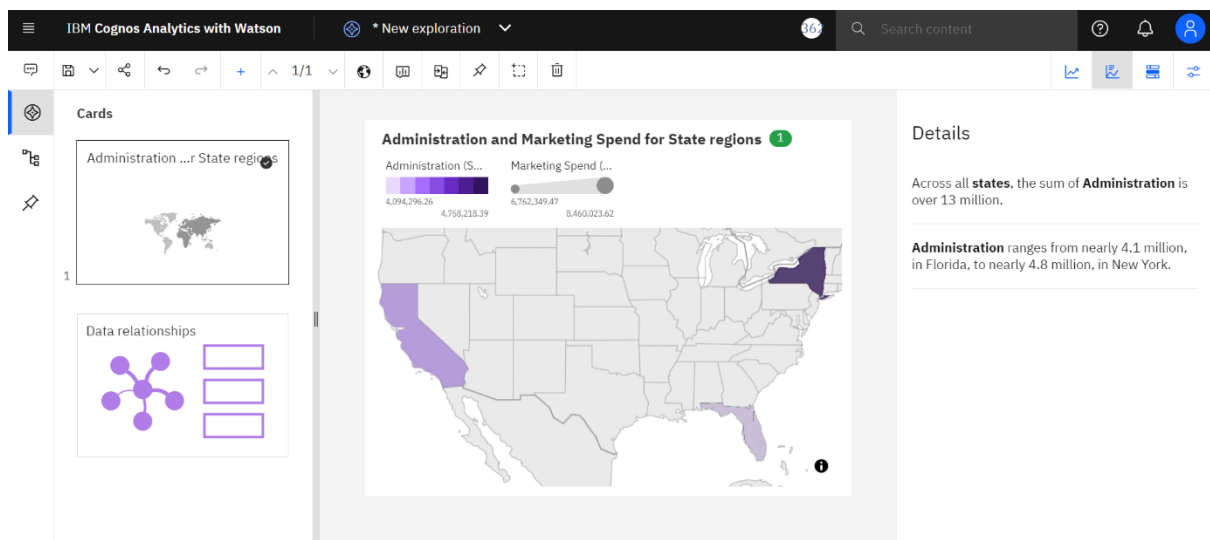 IBM Cognos Analytics with Watson
* New exploration
362
Search content
1/1
Cards
Administration ...r State regions
1
Data relationships
Administration and Marketing Spend for State regions 1
Administration (S... Marketing Spend (...
4,094,296.26 6,762,349.47
4,758,218.39 8,460,023.62
Details
Across all states, the sum of Administration is
over 13 million.
Administration ranges from nearly 4.1 million,
in Florida, to nearly 4.8 million, in New York.